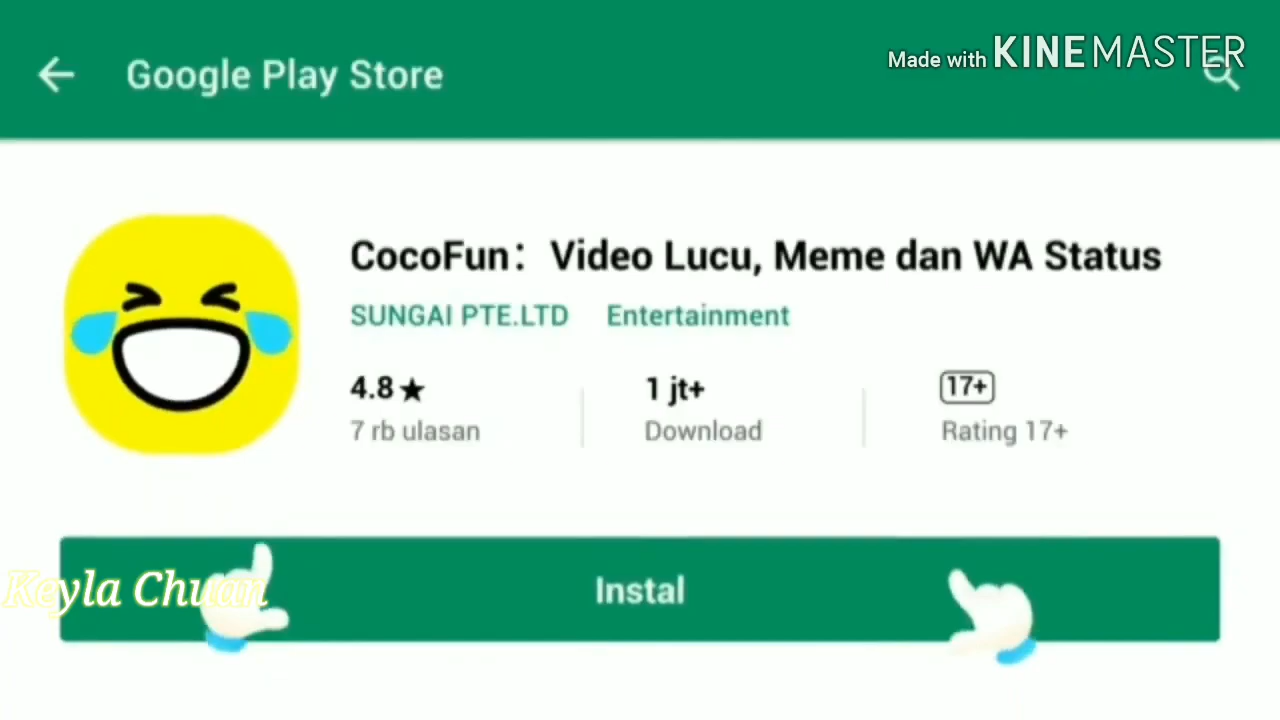 Made with KINEMASTER
Google Play Store
CocoFun： Video Lucu, Meme dan WA Status
SUNGAI PTE.LTD Entertainment
4.8★ 1 jt+ 17+
7 rb ulasan Download Rating 17+
Instal
Keyla Chuan